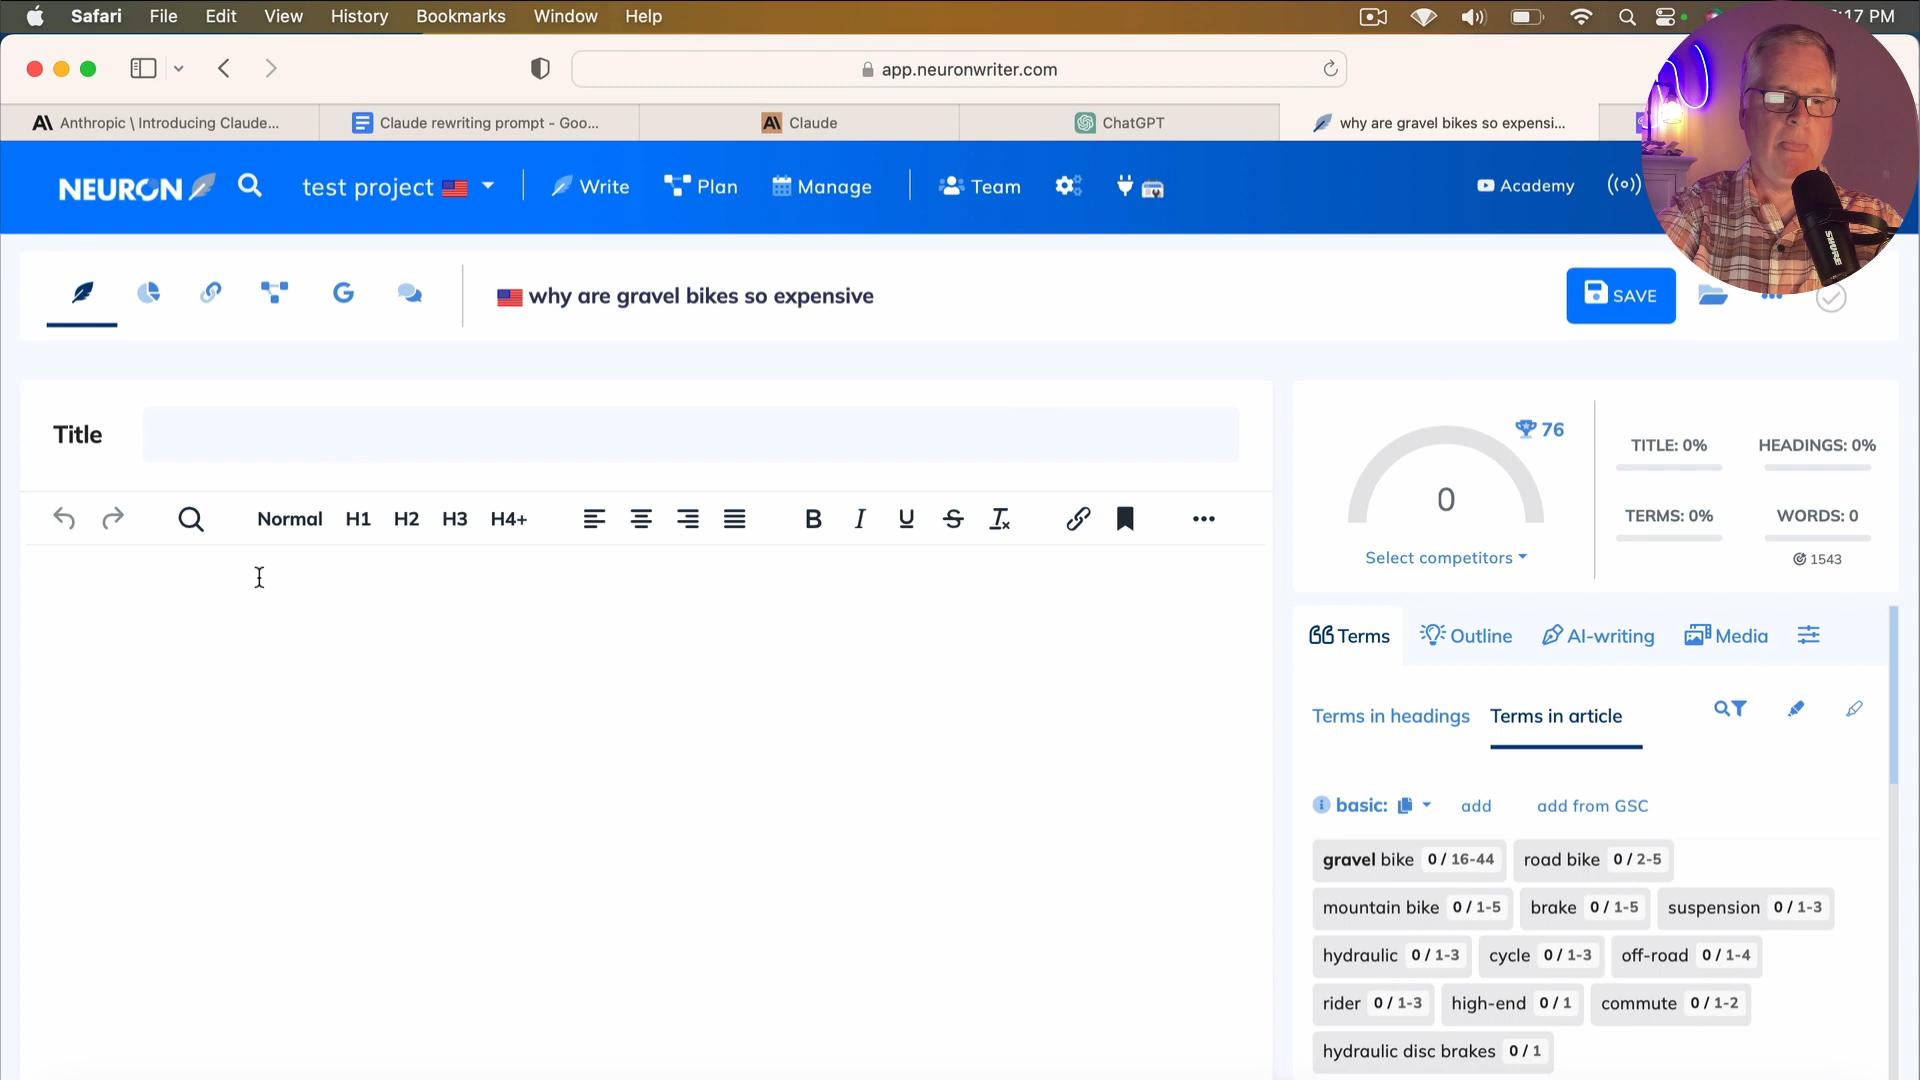 Safari File Edit View History Bookmarks Window Help :17 PM
app.neuronwriter.com
Anthropic \ Introducing Claude... Claude rewriting prompt - Goo... Claude ChatGPT why are gravel bikes so expensi...
NEURON test project Write Plan Manage Team Academy
why are gravel bikes so expensive SAVE
Title
76
TITLE: 0% HEADINGS: 0%
0
TERMS: 0% WORDS: 0
Select competitors 1543
Normal H1 H2 H3 H4+ B I U S Tx
Terms Outline AI-writing Media
Terms in headings Terms in article
basic: add add from GSC
gravel bike 0 / 16-44 road bike 0 / 2-5
mountain bike 0 / 1-5 brake 0 / 1-5 suspension 0 / 1-3
hydraulic 0 / 1-3 cycle 0 / 1-3 off-road 0 / 1-4
rider 0 / 1-3 high-end 0 / 1 commute 0 / 1-2
hydraulic disc brakes 0 / 1
SHURE